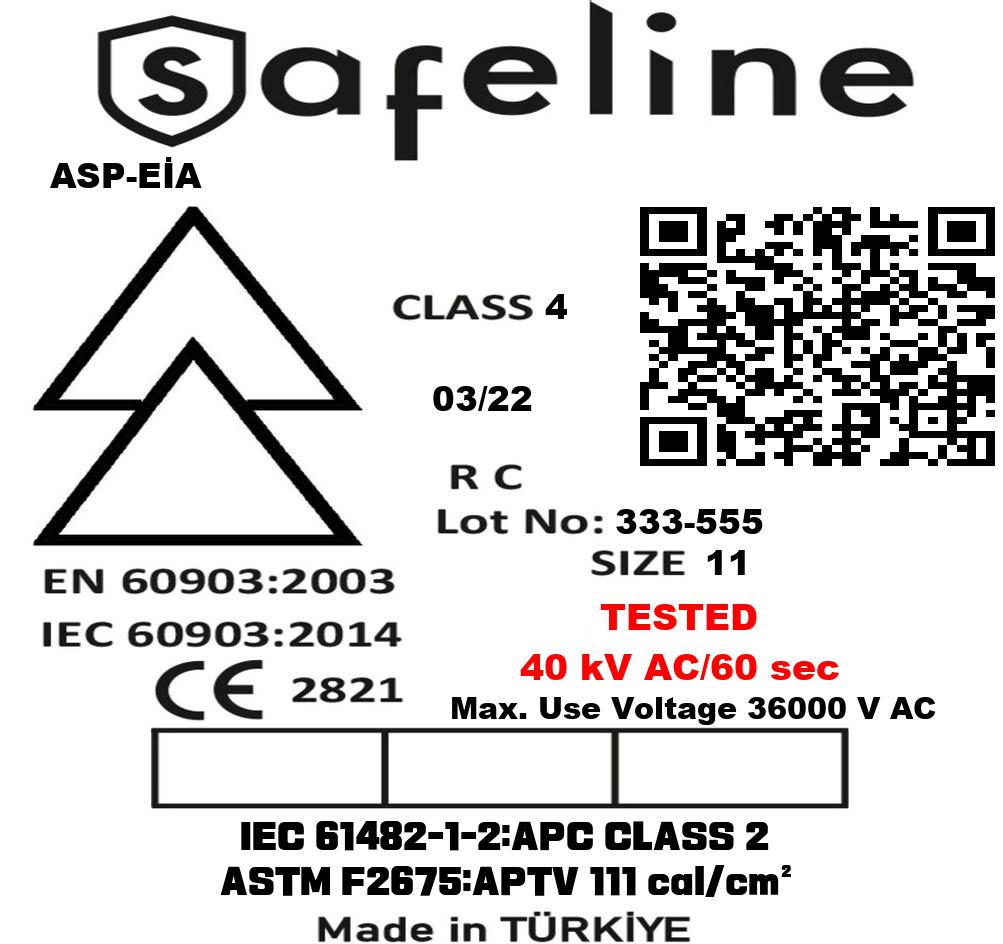 safeline
ASP-EİA
CLASS 4
03/22
R C
Lot No: 333-555
SIZE 11
EN 60903:2003
IEC 60903:2014
TESTED
40 kV AC/60 sec
CE 2821
Max. Use Voltage 36000 V AC
IEC 61482-1-2:APC CLASS 2
ASTM F2675:APTV 111 cal/cm²
Made in TÜRKİYE